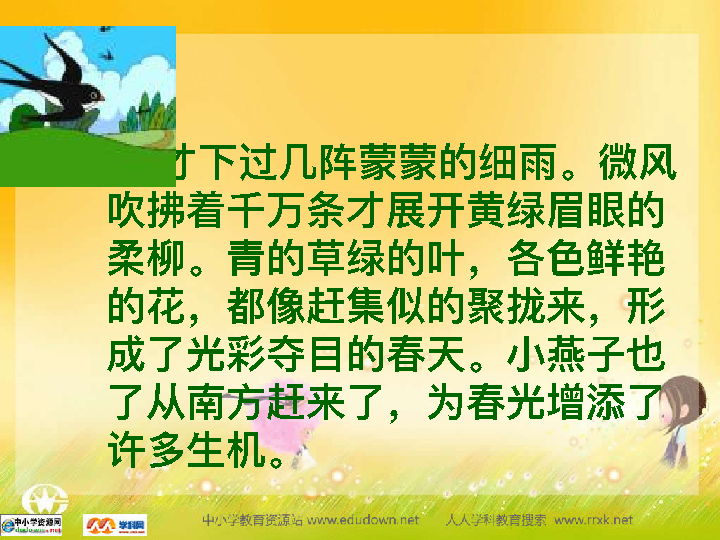 才下过几阵蒙蒙的细雨。微风
吹拂着千万条才展开黄绿眉眼的
柔柳。青的草绿的叶，各色鲜艳
的花，都像赶集似的聚拢来，形
成了光彩夺目的春天。小燕子也
了从南方赶来了，为春光增添了
许多生机。
中小学资源网 学科网 中小学教育资源站 www.edudown.net 人人学科教育搜索 www.rrxk.net